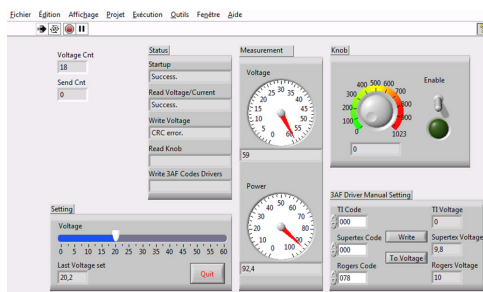 Fichier Édition Affichage Projet Exécution Outils Fenêtre Aide
Voltage Cnt
18
Send Cnt
0
Status
Startup
Success.
Read Voltage/Current
Success.
Write Voltage
CRC error.
Read Knob
Write 3AF Codes Drivers
Measurement
Voltage
0 5 10 15 20 25 30 35 40 45 50 55 60
59
Power
0 10 20 30 40 50 60 70 80 90 100
92,4
Knob
0 100 200 300 400 500 600 700 800 900 1023
0
Enable
Setting
Voltage
0 5 10 15 20 25 30 35 40 45 50 55 60
Last Voltage set
20,2
Quit
3AF Driver Manual Setting
TI Code
000
TI Voltage
0
Supertex Code
000
Write
To Voltage
Supertex Voltage
9,8
Rogers Code
078
Rogers Voltage
10